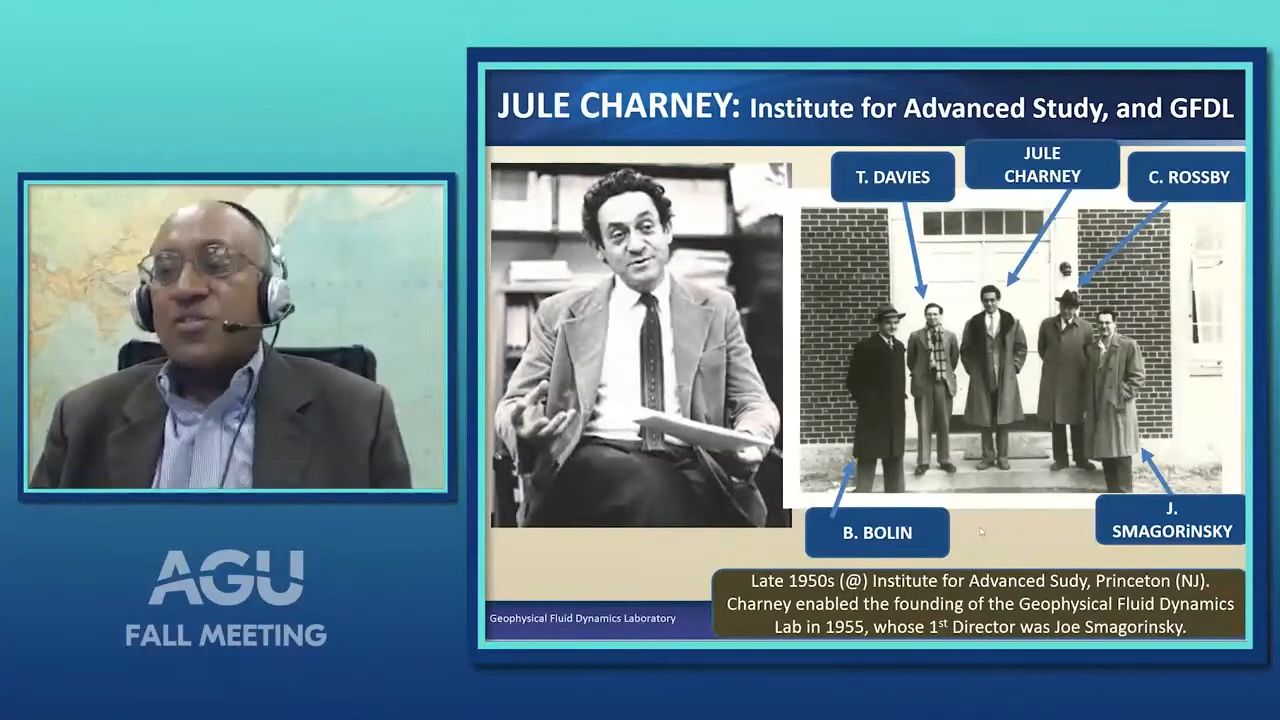 JULE CHARNEY: Institute for Advanced Study, and GFDL
T. DAVIES
JULE
CHARNEY
C. ROSSBY
B. BOLIN
J.
SMAGORiNSKY
Late 1950s (@) Institute for Advanced Sudy, Princeton (NJ).
Charney enabled the founding of the Geophysical Fluid Dynamics
Lab in 1955, whose 1st Director was Joe Smagorinsky.
Geophysical Fluid Dynamics Laboratory
AGU
FALL MEETING